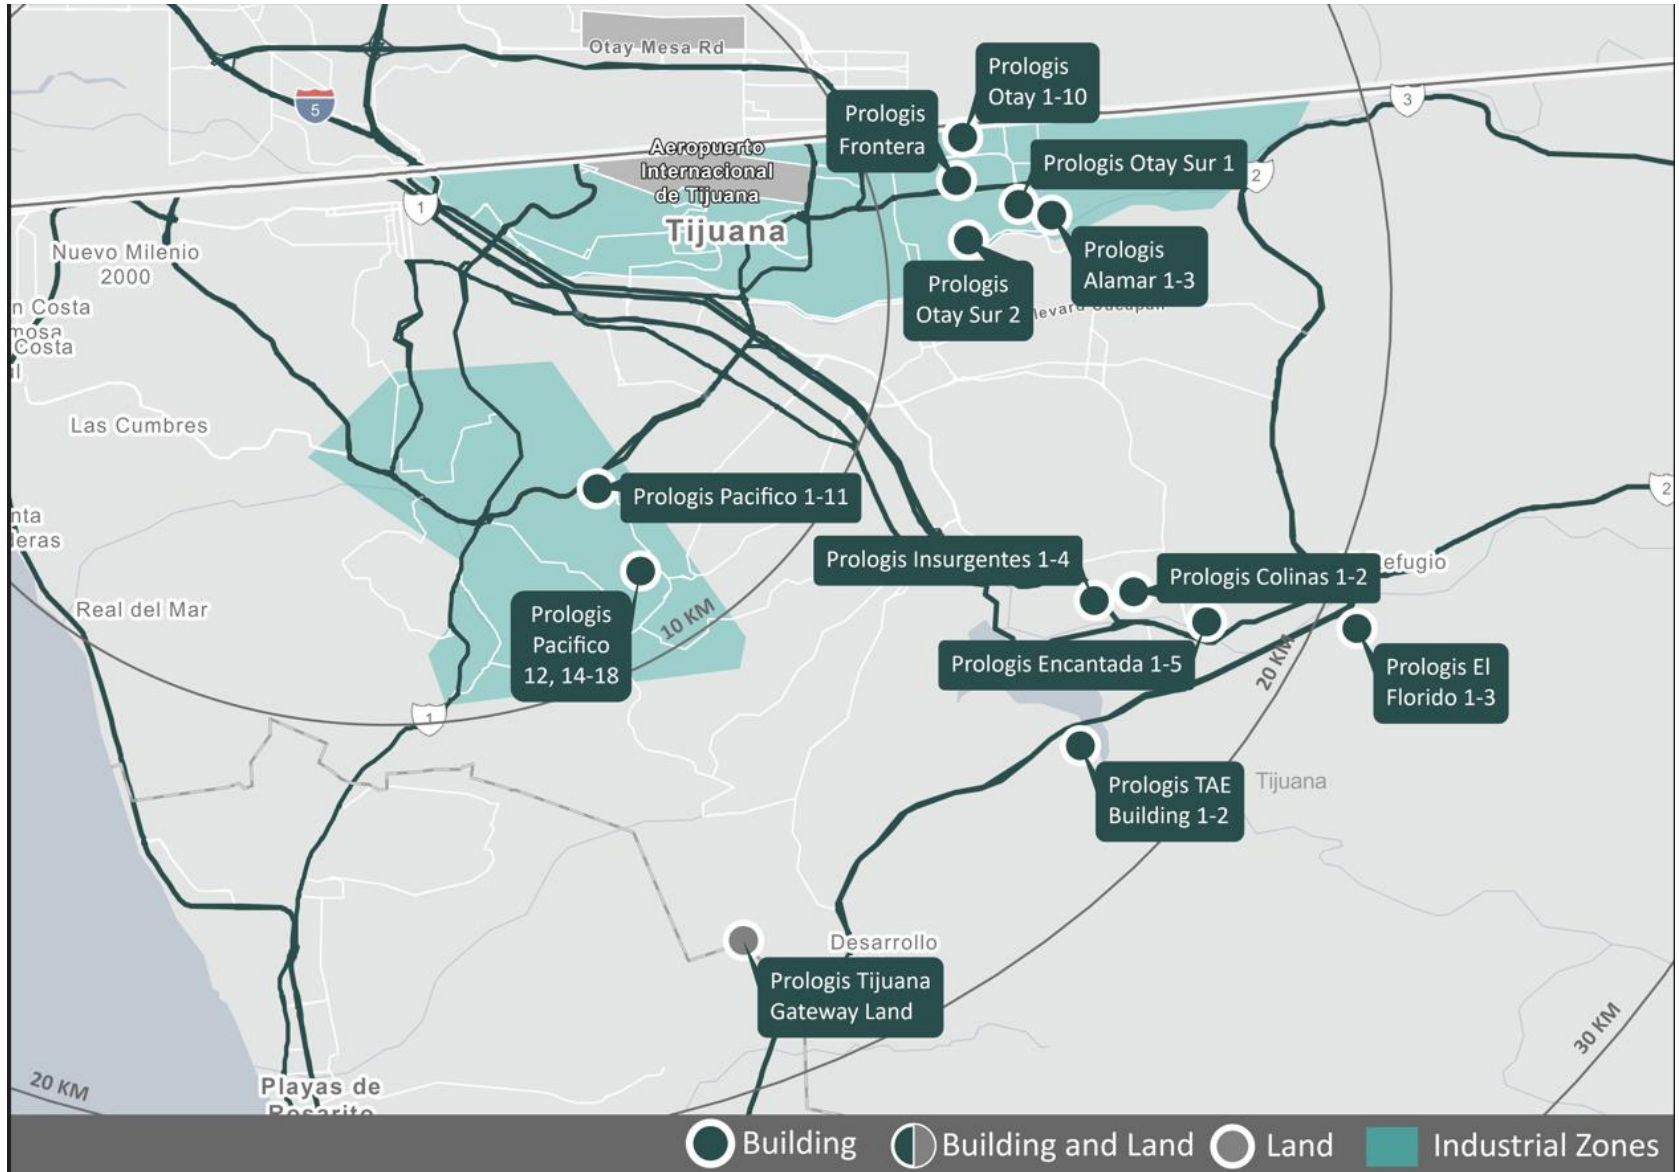 Otay Mesa Rd
5
3
Prologis
Otay 1-10
Prologis
Frontera
Aeropuerto
Internacional
de Tijuana
Prologis Otay Sur 1
2
1
Tijuana
Nuevo Milenio
2000
Prologis
Alamar 1-3
Prologis
Otay Sur 2
n Costa
mosa
Costa
Las Cumbres
Prologis Pacifico 1-11
2
Prologis Insurgentes 1-4
Prologis Colinas 1-2
efugio
Real del Mar
Prologis
Pacifico
12, 14-18
10 KM
Prologis Encantada 1-5
20 KM
Prologis El
Florido 1-3
1
Prologis TAE
Building 1-2
Tijuana
Desarrollo
Prologis Tijuana
Gateway Land
30 KM
20 KM
Playas de
Rosarito
Building
Building and Land
Land
Industrial Zones